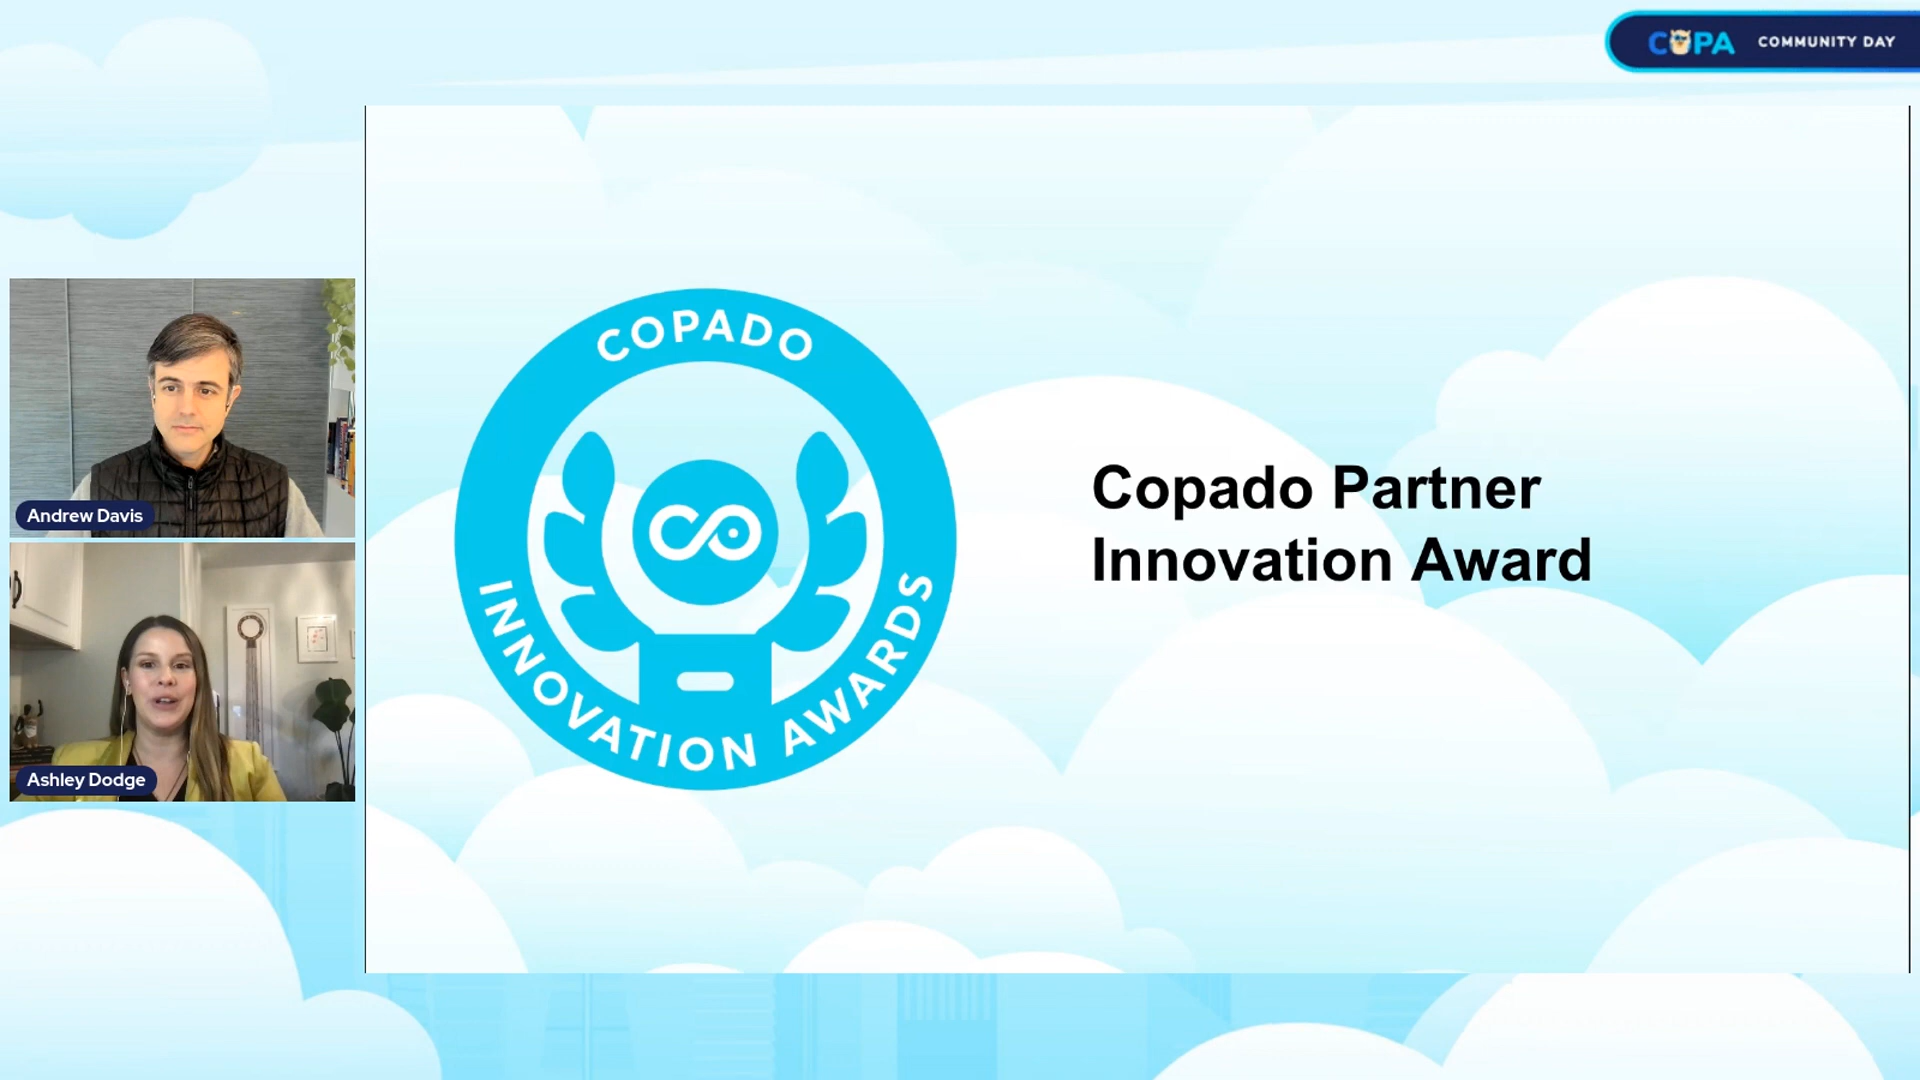 COPA COMMUNITY DAY
COPADO
INNOVATION AWARDS
Copado Partner
Innovation Award
Andrew Davis
Ashley Dodge